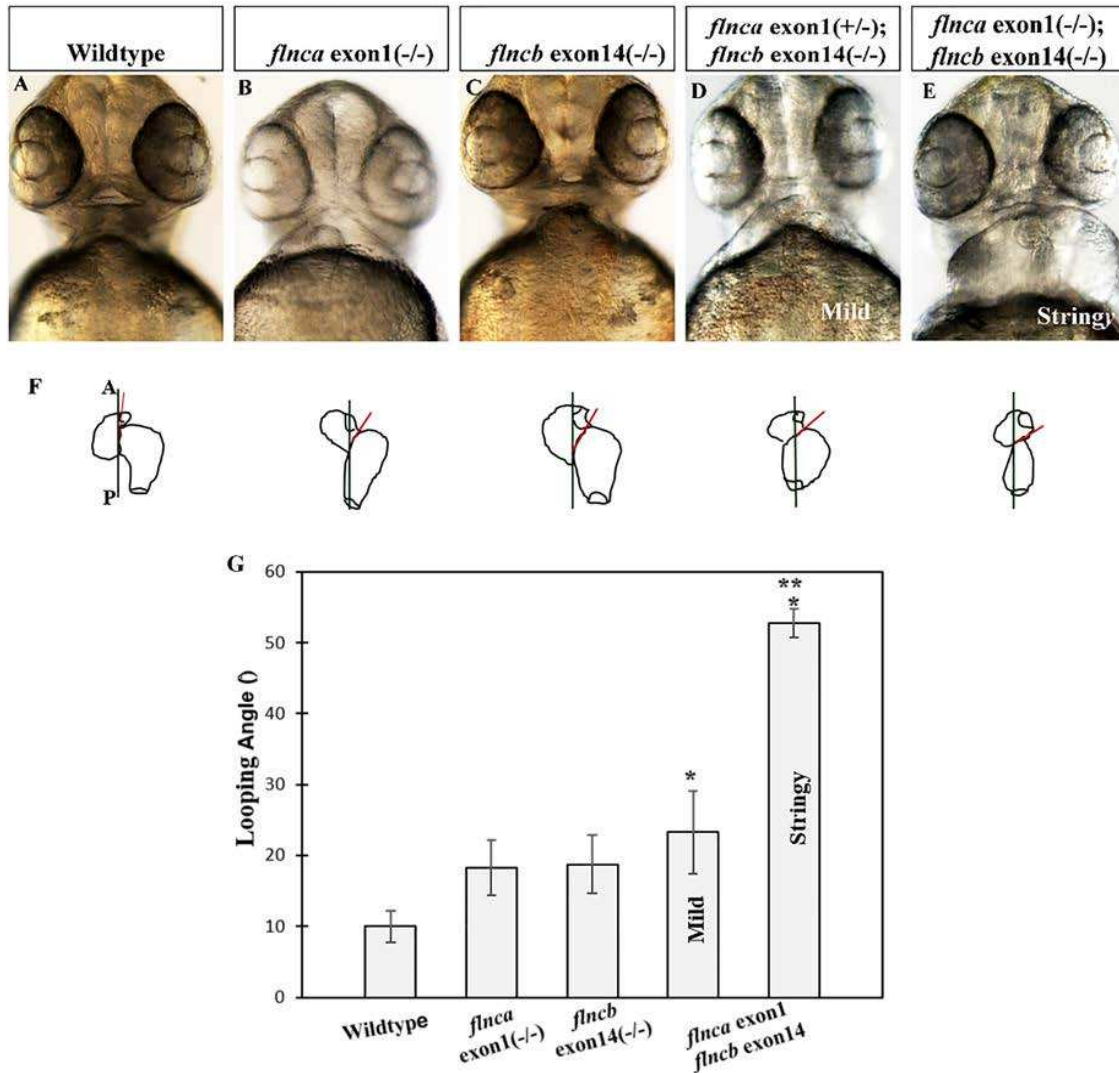 Wildtype
flnca exon1(-/-)
flncb exon14(-/-)
flnca exon1(+/-);
flncb exon14(-/-)
flnca exon1(-/-);
flncb exon14(-/-)
A
B
C
D
E
Mild
Stringy
F
A
P
G
60
50
40
30
20
10
0
Looping Angle ()
*
**
*
Mild
Stringy
Wildtype
flnca
exon1(-/-)
flncb
exon14(-/-)
flnca exon1
flncb exon14